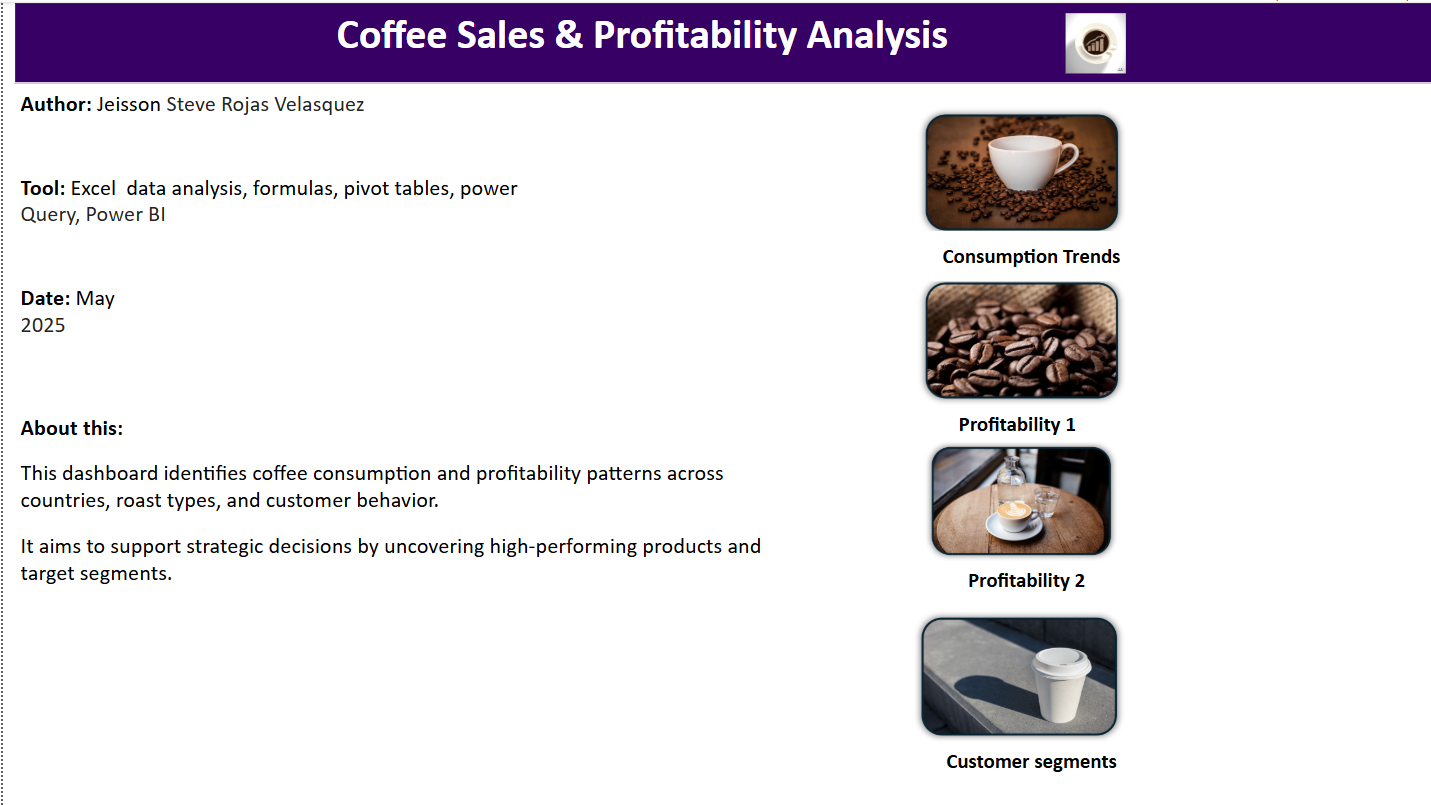 Coffee Sales & Profitability Analysis
Author: Jeisson Steve Rojas Velasquez
Tool: Excel  data analysis, formulas, pivot tables, power
Query, Power BI
Date: May
2025
About this:
This dashboard identifies coffee consumption and profitability patterns across
countries, roast types, and customer behavior.
It aims to support strategic decisions by uncovering high-performing products and
target segments.
Consumption Trends
Profitability 1
Profitability 2
Customer segments